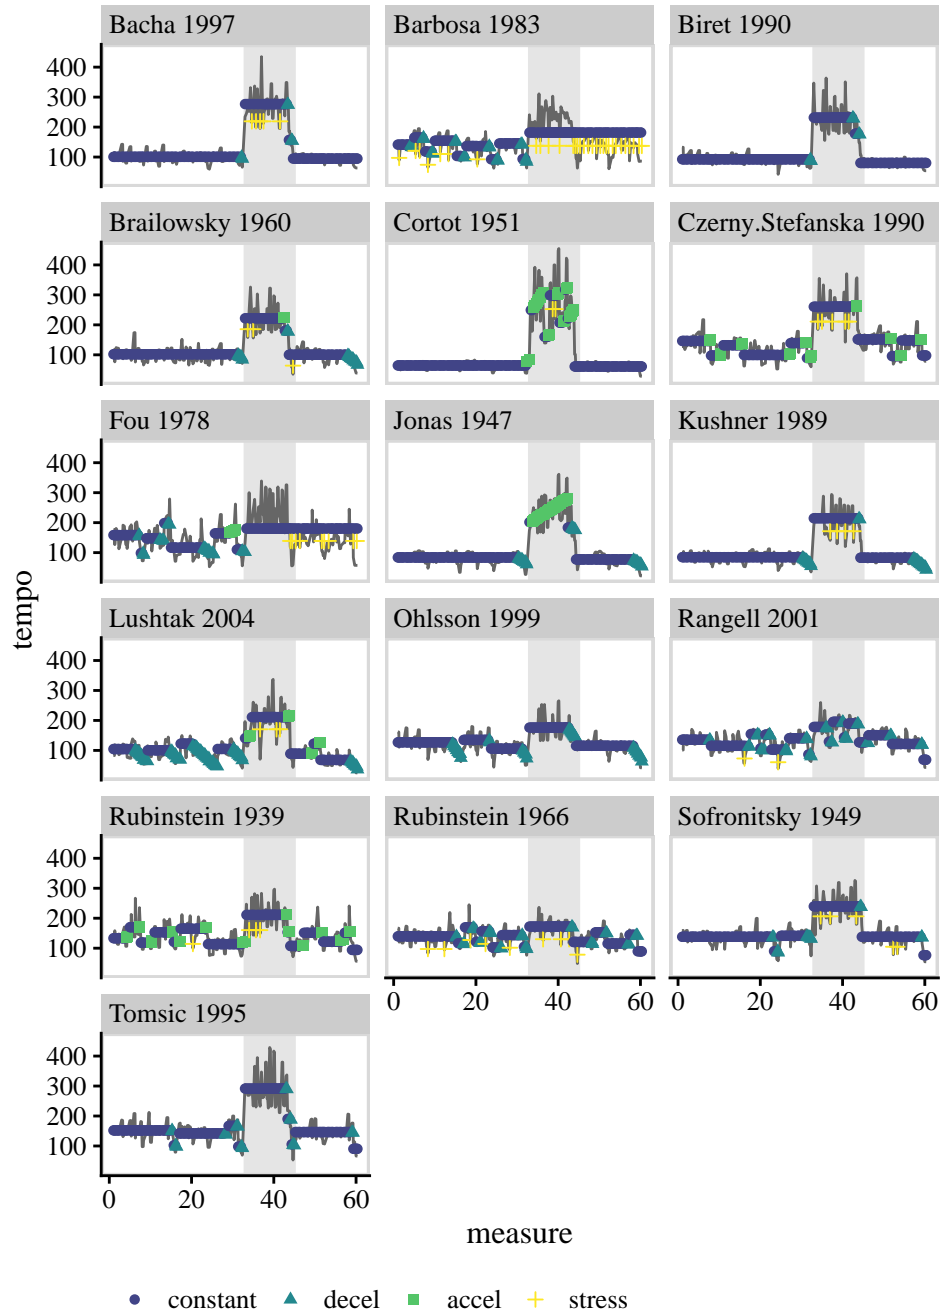 Bacha 1997 Barbosa 1983 Biret 1990
400
300
200
100
Brailowsky 1960 Cortot 1951 Czerny.Stefanska 1990
400
300
200
100
Fou 1978 Jonas 1947 Kushner 1989
400
300
200
100
tempo
Lushtak 2004 Ohlsson 1999 Rangell 2001
400
300
200
100
Rubinstein 1939 Rubinstein 1966 Sofronitsky 1949
400
300
200
100
0 20 40 60 0 20 40 60
Tomsic 1995
400
300
200
100
0 20 40 60
measure
constant decel accel stress